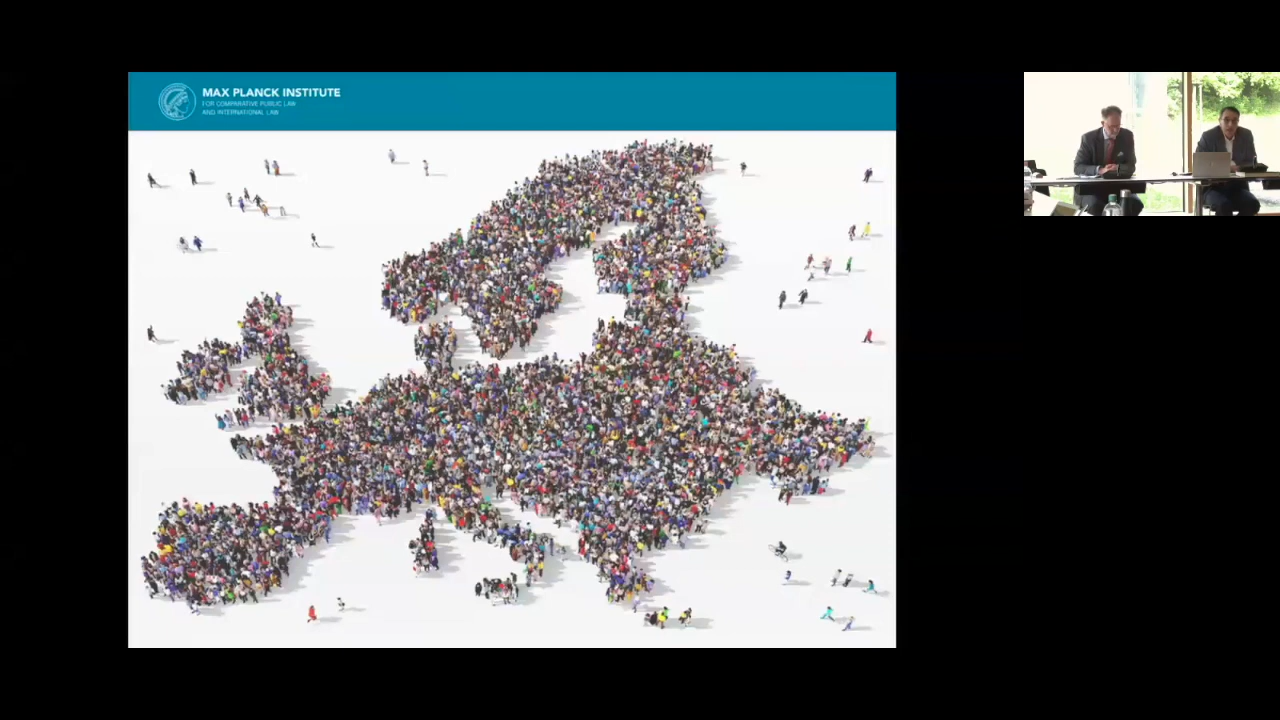 MAX PLANCK INSTITUTE
FOR COMPARATIVE PUBLIC LAW
AND INTERNATIONAL LAW